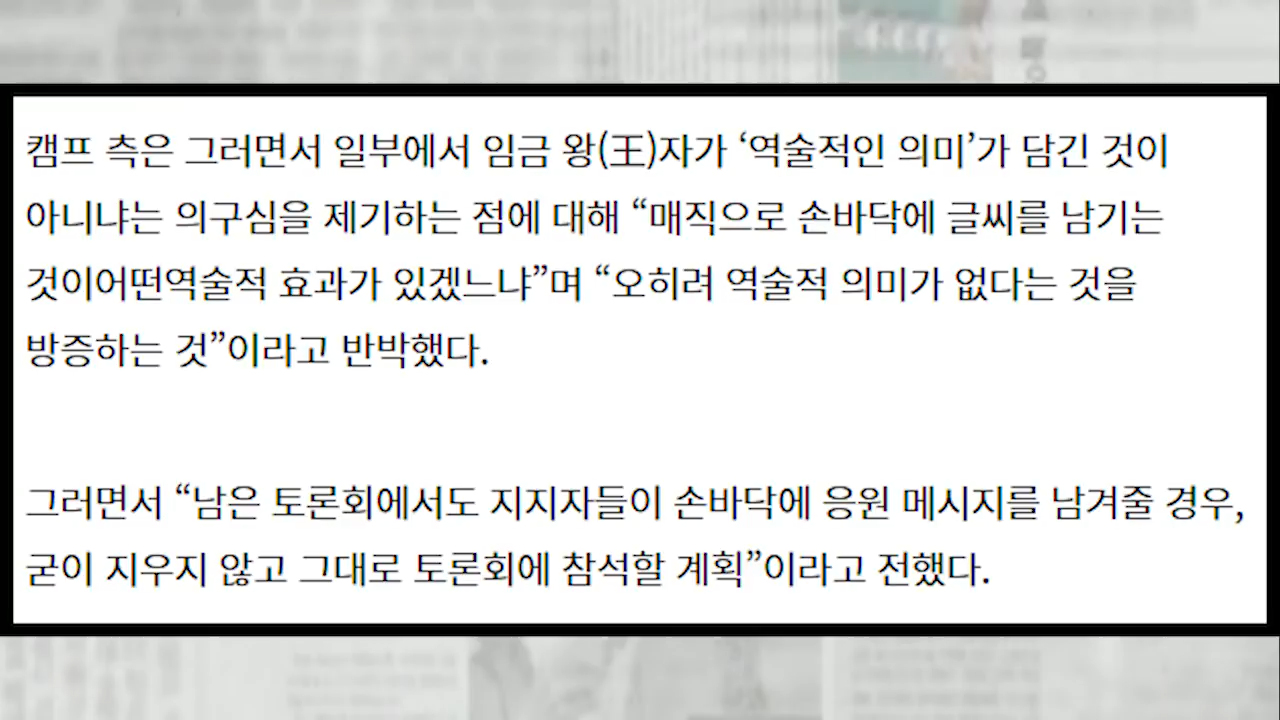 캠프 측은 그러면서 일부에서 임금 왕(王)자가 ‘역술적인 의미’가 담긴 것이
아니냐는 의구심을 제기하는 점에 대해 “매직으로 손바닥에 글씨를 남기는
것이어떤역술적 효과가 있겠느냐”며 “오히려 역술적 의미가 없다는 것을
방증하는 것”이라고 반박했다.
그러면서 “남은 토론회에서도 지지자들이 손바닥에 응원 메시지를 남겨줄 경우,
굳이 지우지 않고 그대로 토론회에 참석할 계획”이라고 전했다.